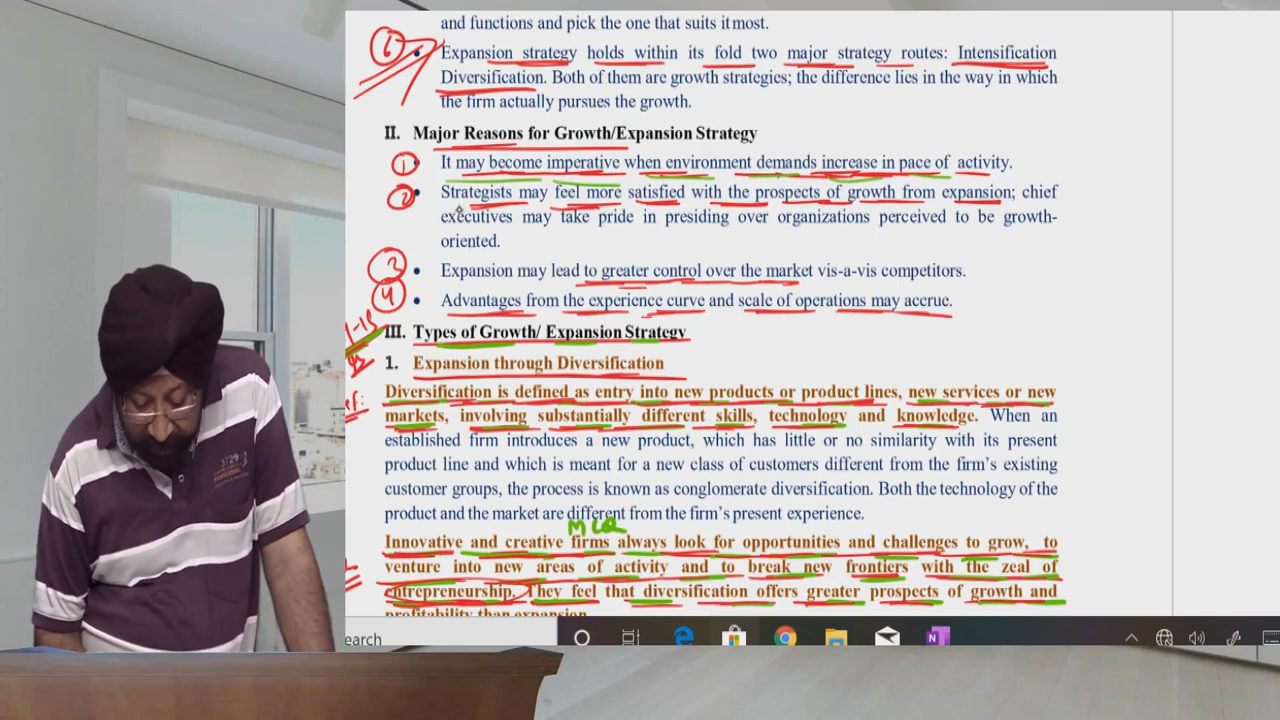 and functions and pick the one that suits it most.
6
• Expansion strategy holds within its fold two major strategy routes: Intensification
Diversification. Both of them are growth strategies; the difference lies in the way in which
the firm actually pursues the growth.
II. Major Reasons for Growth/Expansion Strategy
1 • It may become imperative when environment demands increase in pace of activity.
2 • Strategists may feel more satisfied with the prospects of growth from expansion; chief
executives may take pride in presiding over organizations perceived to be growth-
oriented.
3 • Expansion may lead to greater control over the market vis-a-vis competitors.
4 • Advantages from the experience curve and scale of operations may accrue.
III. Types of Growth/ Expansion Strategy
1. Expansion through Diversification
Diversification is defined as entry into new products or product lines, new services or new
markets, involving substantially different skills, technology and knowledge. When an
established firm introduces a new product, which has little or no similarity with its present
product line and which is meant for a new class of customers different from the firm's existing
customer groups, the process is known as conglomerate diversification. Both the technology of the
product and the market are different from the firm's present experience.
MCQ
Innovative and creative firms always look for opportunities and challenges to grow, to
venture into new areas of activity and to break new frontiers with the zeal of
entrepreneurship. They feel that diversification offers greater prospects of growth and
profitability than expansion.
earch